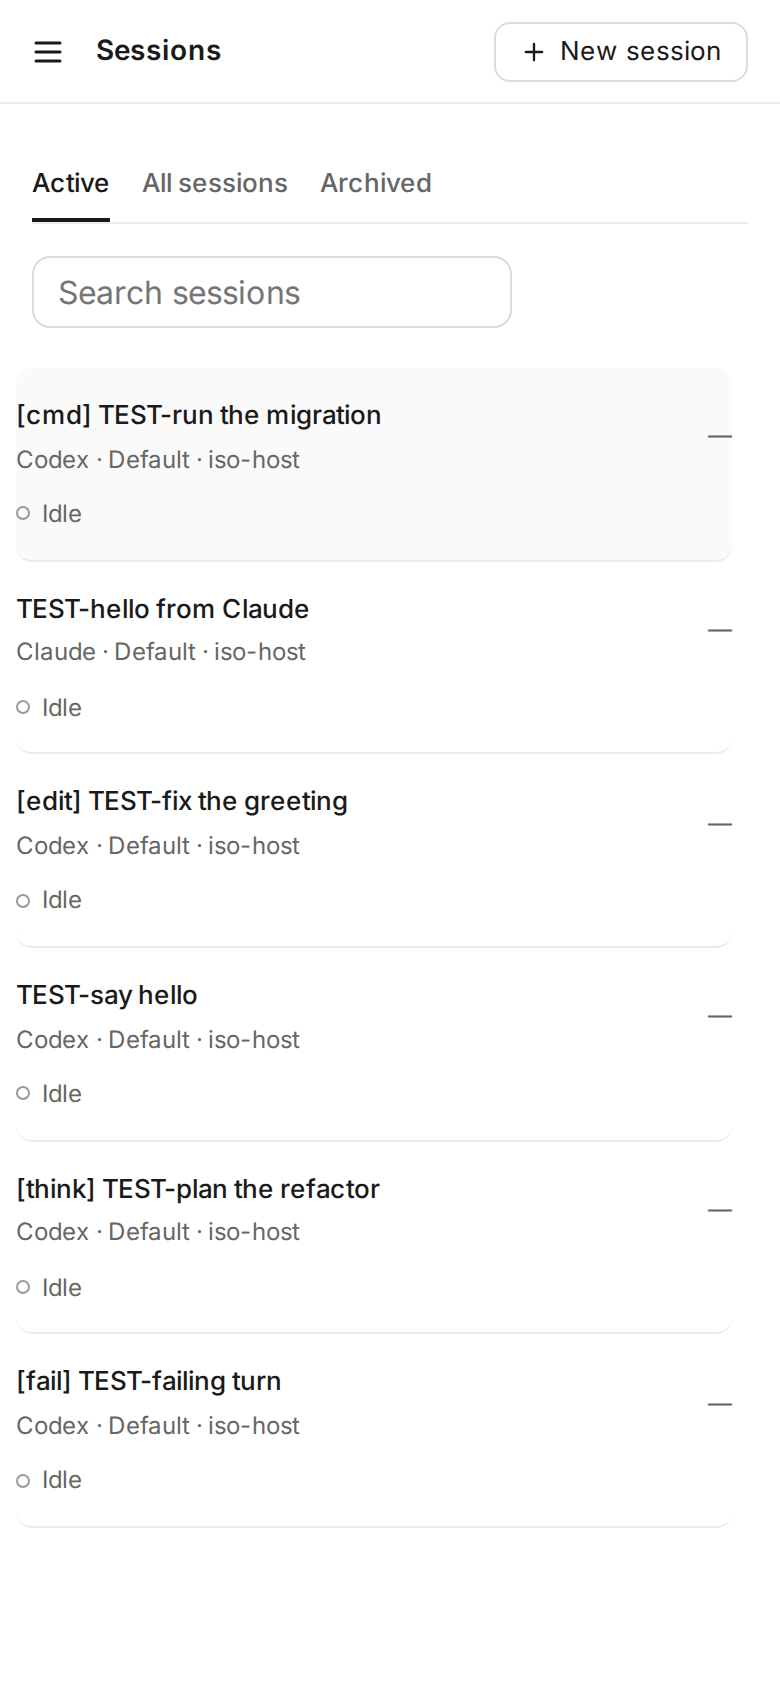 Sessions
+ New session
Active
All sessions
Archived
Search sessions
[cmd] TEST-run the migration
—
Codex · Default · iso-host
Idle
TEST-hello from Claude
—
Claude · Default · iso-host
Idle
[edit] TEST-fix the greeting
—
Codex · Default · iso-host
Idle
TEST-say hello
—
Codex · Default · iso-host
Idle
[think] TEST-plan the refactor
—
Codex · Default · iso-host
Idle
[fail] TEST-failing turn
—
Codex · Default · iso-host
Idle